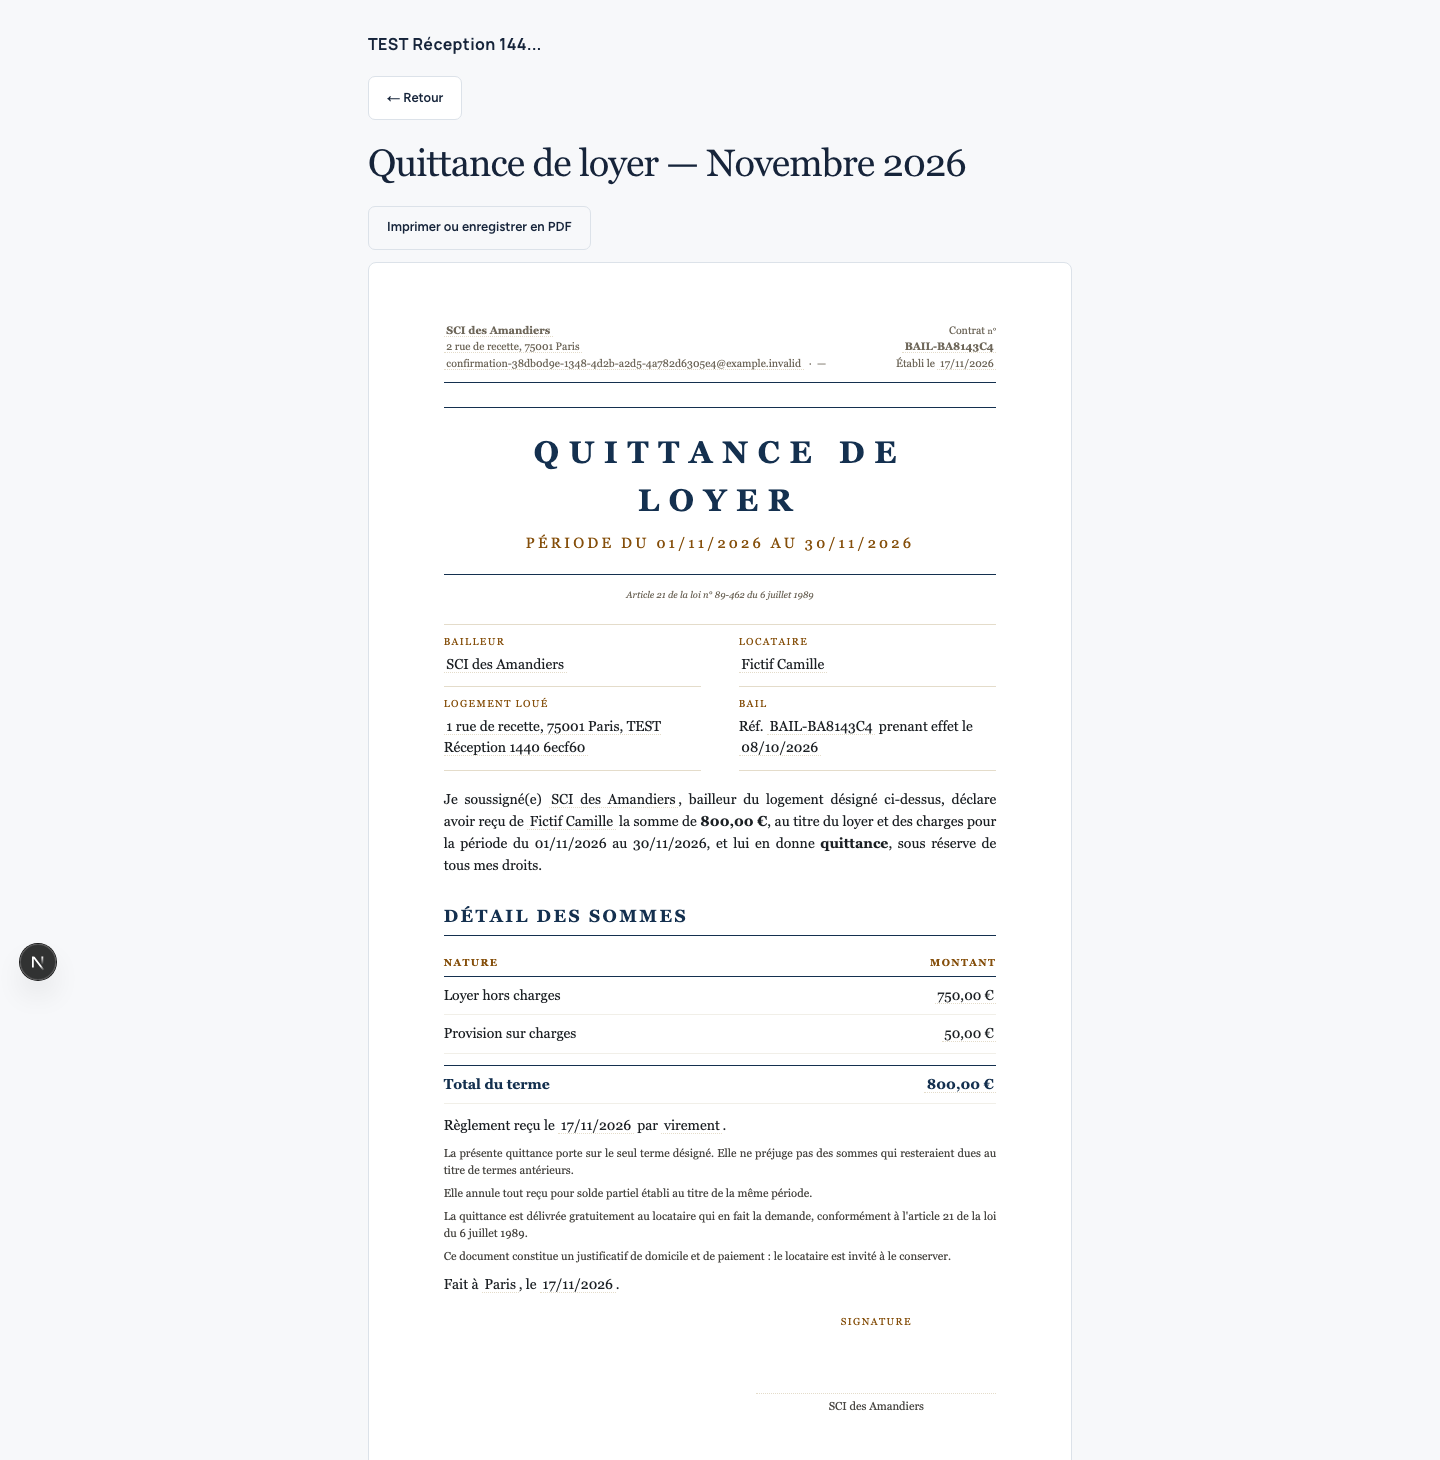 TEST Réception 144...
← Retour
Quittance de loyer — Novembre 2026
Imprimer ou enregistrer en PDF
SCI des Amandiers
2 rue de recette, 75001 Paris
confirmation-38db0d9e-1348-4d2b-a2d5-4a782d6305e4@example.invalid · —
Contrat n°
BAIL-BA8143C4
Établi le 17/11/2026
QUITTANCE DE
LOYER
PÉRIODE DU 01/11/2026 AU 30/11/2026
Article 21 de la loi n° 89-462 du 6 juillet 1989
BAILLEUR
SCI des Amandiers
LOCATAIRE
Fictif Camille
LOGEMENT LOUÉ
1 rue de recette, 75001 Paris, TEST
Réception 1440 6ecf60
BAIL
Réf. BAIL-BA8143C4 prenant effet le
08/10/2026
Je soussigné(e) SCI des Amandiers, bailleur du logement désigné ci-dessus, déclare
avoir reçu de Fictif Camille la somme de 800,00 €, au titre du loyer et des charges pour
la période du 01/11/2026 au 30/11/2026, et lui en donne quittance, sous réserve de
tous mes droits.
DÉTAIL DES SOMMES
NATURE MONTANT
Loyer hors charges 750,00 €
Provision sur charges 50,00 €
Total du terme 800,00 €
Règlement reçu le 17/11/2026 par virement.
La présente quittance porte sur le seul terme désigné. Elle ne préjuge pas des sommes qui resteraient dues au
titre de termes antérieurs.
Elle annule tout reçu pour solde partiel établi au titre de la même période.
La quittance est délivrée gratuitement au locataire qui en fait la demande, conformément à l'article 21 de la loi
du 6 juillet 1989.
Ce document constitue un justificatif de domicile et de paiement : le locataire est invité à le conserver.
Fait à Paris, le 17/11/2026.
SIGNATURE
SCI des Amandiers
N